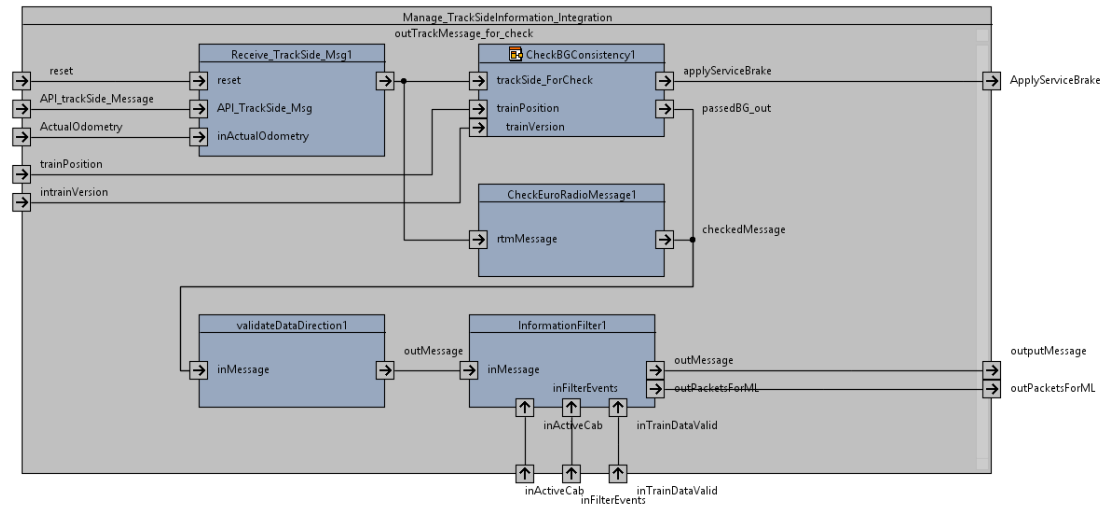 Manage_TrackSideInformation_Integration
outTrackMessage_for_check
Receive_TrackSide_Msg1
CheckBGConsistency1
reset
reset
trackSide_ForCheck
applyServiceBrake
ApplyServiceBrake
API_trackSide_Message
API_TrackSide_Msg
trainPosition
passedBG_out
ActualOdometry
inActualOdometry
trainVersion
trainPosition
intrainVersion
CheckEuroRadioMessage1
rtmMessage
checkedMessage
validateDataDirection1
InformationFilter1
outMessage
outMessage
outputMessage
inMessage
inMessage
inFilterEvents
outPacketsForML
outPacketsForML
inActiveCab
inTrainDataValid
inActiveCab
inTrainDataValid
inFilterEvents